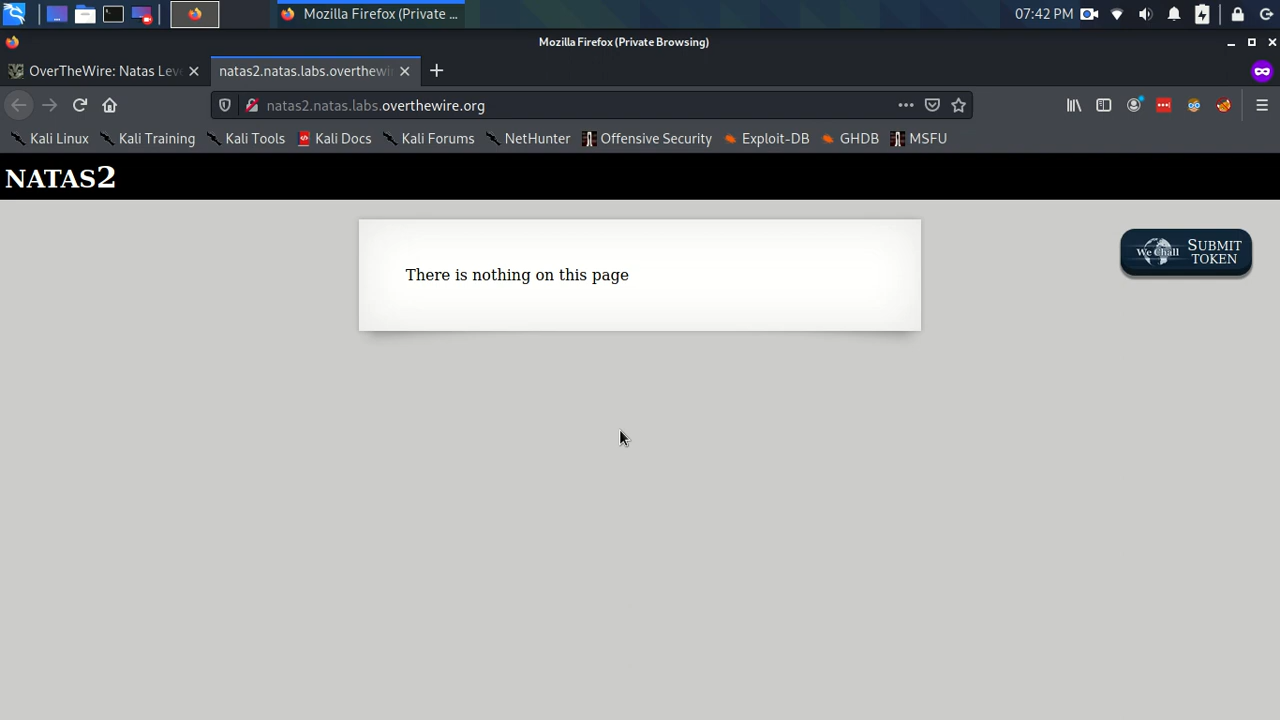 Mozilla Firefox (Private ...
07:42 PM
Mozilla Firefox (Private Browsing)
OverTheWire: Natas Lev
natas2.natas.labs.overthewi
natas2.natas.labs.overthewire.org
Kali Linux Kali Training Kali Tools Kali Docs Kali Forums NetHunter Offensive Security Exploit-DB GHDB MSFU
NATAS2
There is nothing on this page
We Chall
SUBMIT
TOKEN